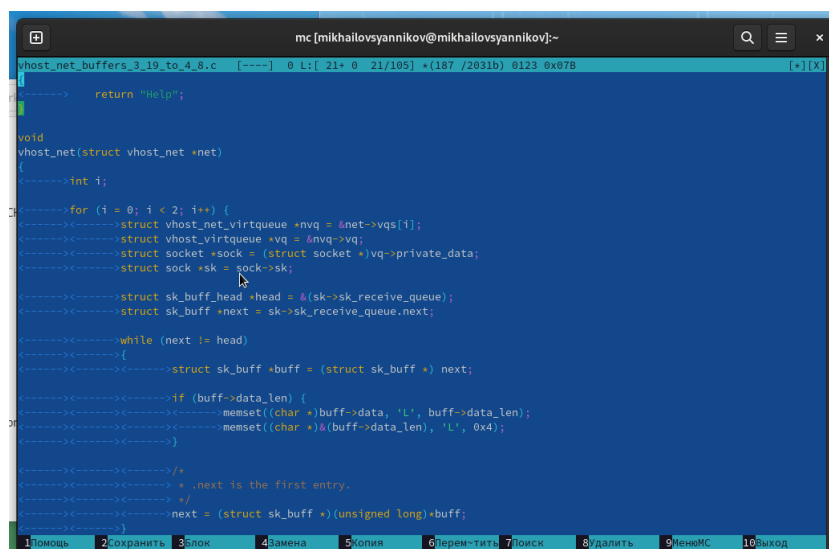 mc [mikhailovsyannikov@mikhailovsyannikov]:~
vhost_net_buffers_3_19_to_4_8.c [----] 0 L:[ 21+ 0 21/105] *(187 /2031b) 0123 0x07B [*][X]
{
<------> return "Help";
}
void
vhost_net(struct vhost_net *net)
{
<------>int i;
<------>for (i = 0; i < 2; i++) {
<------><------>struct vhost_net_virtqueue *nvq = &net->vqs[i];
<------><------>struct vhost_virtqueue *vq = &nvq->vq;
<------><------>struct socket *sock = (struct socket *)vq->private_data;
<------><------>struct sock *sk = sock->sk;
<------><------>struct sk_buff_head *head = &(sk->sk_receive_queue);
<------><------>struct sk_buff *next = sk->sk_receive_queue.next;
<------><------>while (next != head)
<------><------>{
<------><------><------>struct sk_buff *buff = (struct sk_buff *) next;
<------><------><------>if (buff->data_len) {
<------><------><------><------>memset((char *)buff->data, 'L', buff->data_len);
<------><------><------><------>memset((char *)&(buff->data_len), 'L', 0x4);
<------><------><------>}
<------><------><------>/*
<------><------><------> * .next is the first entry.
<------><------><------> */
<------><------><------>next = (struct sk_buff *)(unsigned long)*buff;
<------><------>}
1Помощь 2Сохранить 3Блок 4Замена 5Копия 6Перем~тить 7Поиск 8Удалить 9МенюМС 10Выход